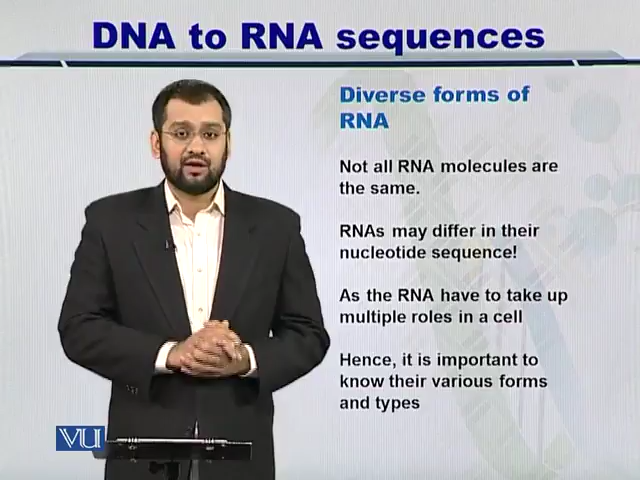 DNA to RNA sequences
Diverse forms of
RNA
Not all RNA molecules are
the same.
RNAs may differ in their
nucleotide sequence!
As the RNA have to take up
multiple roles in a cell
Hence, it is important to
know their various forms
and types
VU